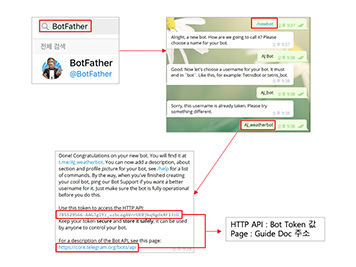 BotFather
전체 검색
BotFather
@BotFather
/newbot
Alright, a new bot. How are we going to call it? Please
choose a name for your bot.
AJ Bot
Good. Now let's choose a username for your bot. It must
end in `bot`. Like this, for example: TetrisBot or tetris_bot.
AJ_bot
Sorry, this username is already taken. Please try
something different.
AJ_weatherbot
Done! Congratulations on your new bot. You will find it at
t.me/AJ_weatherbot. You can now add a description, about
section and profile picture for your bot, see /help for a list
of commands. By the way, when you've finished creating
your cool bot, ping our Bot Support if you want a better
username for it. Just make sure the bot is fully operational
before you do this.
Use this token to access the HTTP API:
Keep your token secure and store it safely, it can be used
by anyone to control your bot.
For a description of the Bot API, see this page:
https://core.telegram.org/bots/api
HTTP API : Bot Token 값
Page : Guide Doc 주소